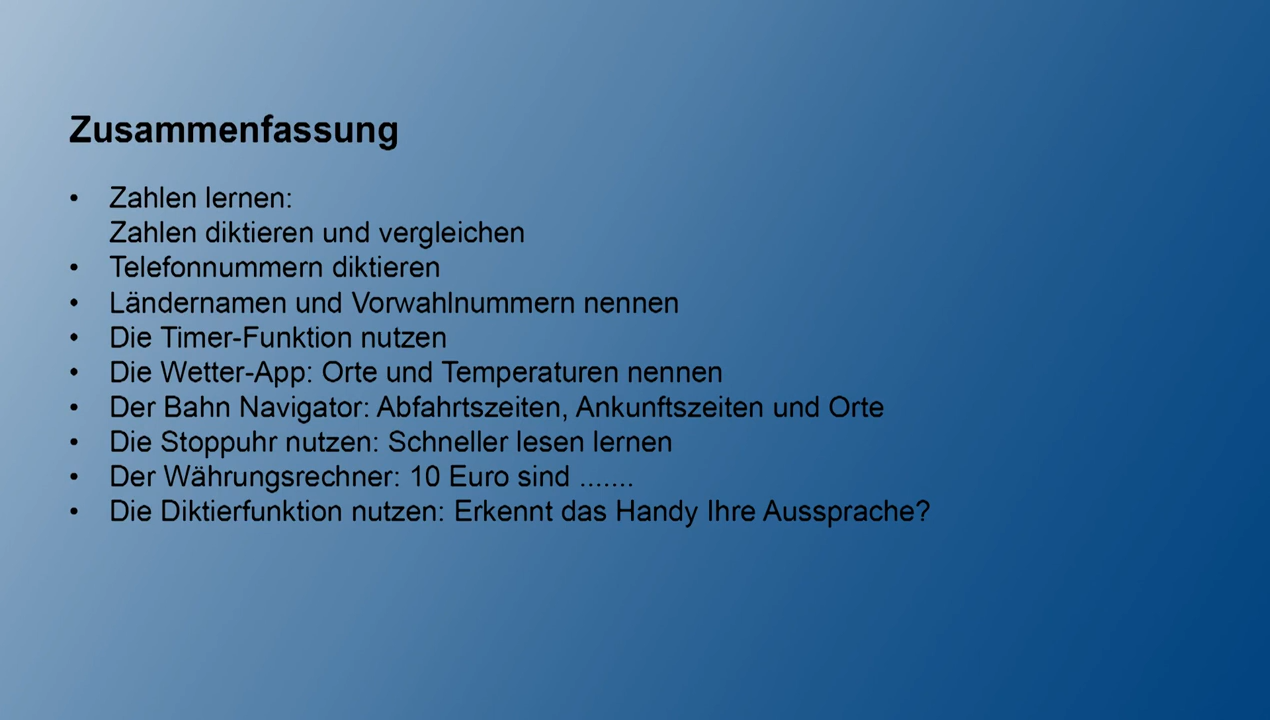 Zusammenfassung
• Zahlen lernen:
Zahlen diktieren und vergleichen
• Telefonnummern diktieren
• Ländernamen und Vorwahlnummern nennen
• Die Timer-Funktion nutzen
• Die Wetter-App: Orte und Temperaturen nennen
• Der Bahn Navigator: Abfahrtszeiten, Ankunftszeiten und Orte
• Die Stoppuhr nutzen: Schneller lesen lernen
• Der Währungsrechner: 10 Euro sind .......
• Die Diktierfunktion nutzen: Erkennt das Handy Ihre Aussprache?